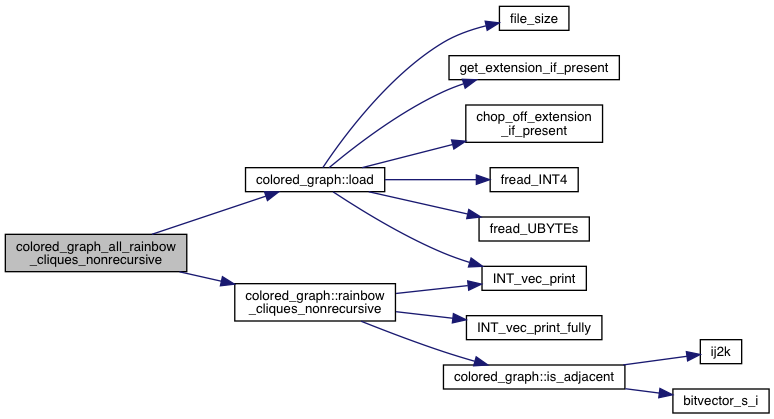 file_size
get_extension_if_present
chop_off_extension
_if_present
colored_graph::load
fread_INT4
fread_UBYTEs
colored_graph_all_rainbow
_cliques_nonrecursive
INT_vec_print
colored_graph::rainbow
_cliques_nonrecursive
INT_vec_print_fully
ij2k
colored_graph::is_adjacent
bitvector_s_i